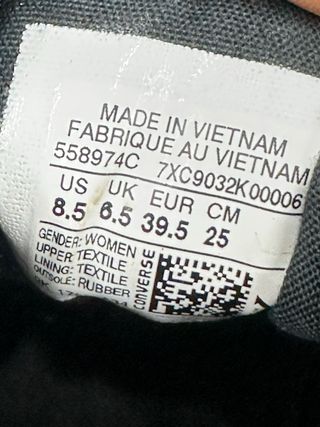 MADE IN VIETNAM
FABRIQUE AU VIETNAM
558974C 7XC9032K00006
US UK EUR CM
8.5 6.5 39.5 25
GENDER: WOMEN
UPPER: TEXTILE
LINING: TEXTILE
OUTSOLE: RUBBER
CONVERSE